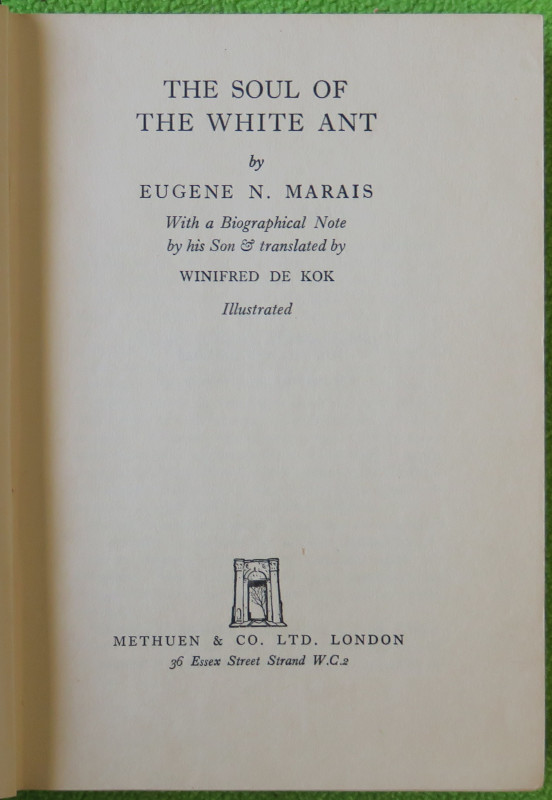 THE SOUL OF
THE WHITE ANT
by
EUGENE N. MARAIS
With a Biographical Note
by his Son & translated by
WINIFRED DE KOK
Illustrated
METHUEN & CO. LTD. LONDON
36 Essex Street Strand W.C.2